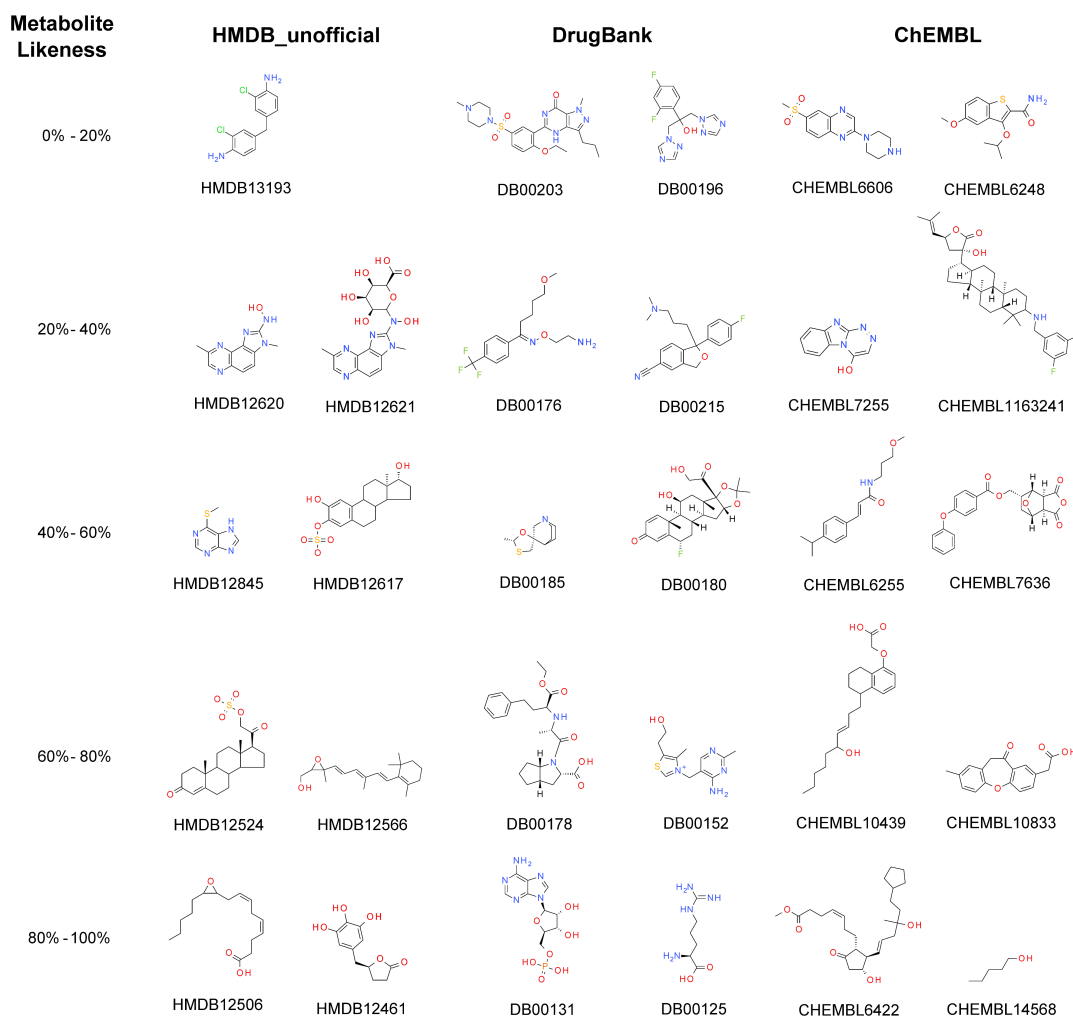 Metabolite
Likeness
HMDB_unofficial DrugBank ChEMBL
0% - 20%
HMDB13193 DB00203 DB00196 CHEMBL6606 CHEMBL6248
20%- 40%
HMDB12620 HMDB12621 DB00176 DB00215 CHEMBL7255 CHEMBL1163241
40% - 60%
HMDB12845 HMDB12617 DB00185 DB00180 CHEMBL6255 CHEMBL7636
60%- 80%
HMDB12524 HMDB12566 DB00178 DB00152 CHEMBL10439 CHEMBL10833
80% - 100%
HMDB12506 HMDB12461 DB00131 DB00125 CHEMBL6422 CHEMBL14568